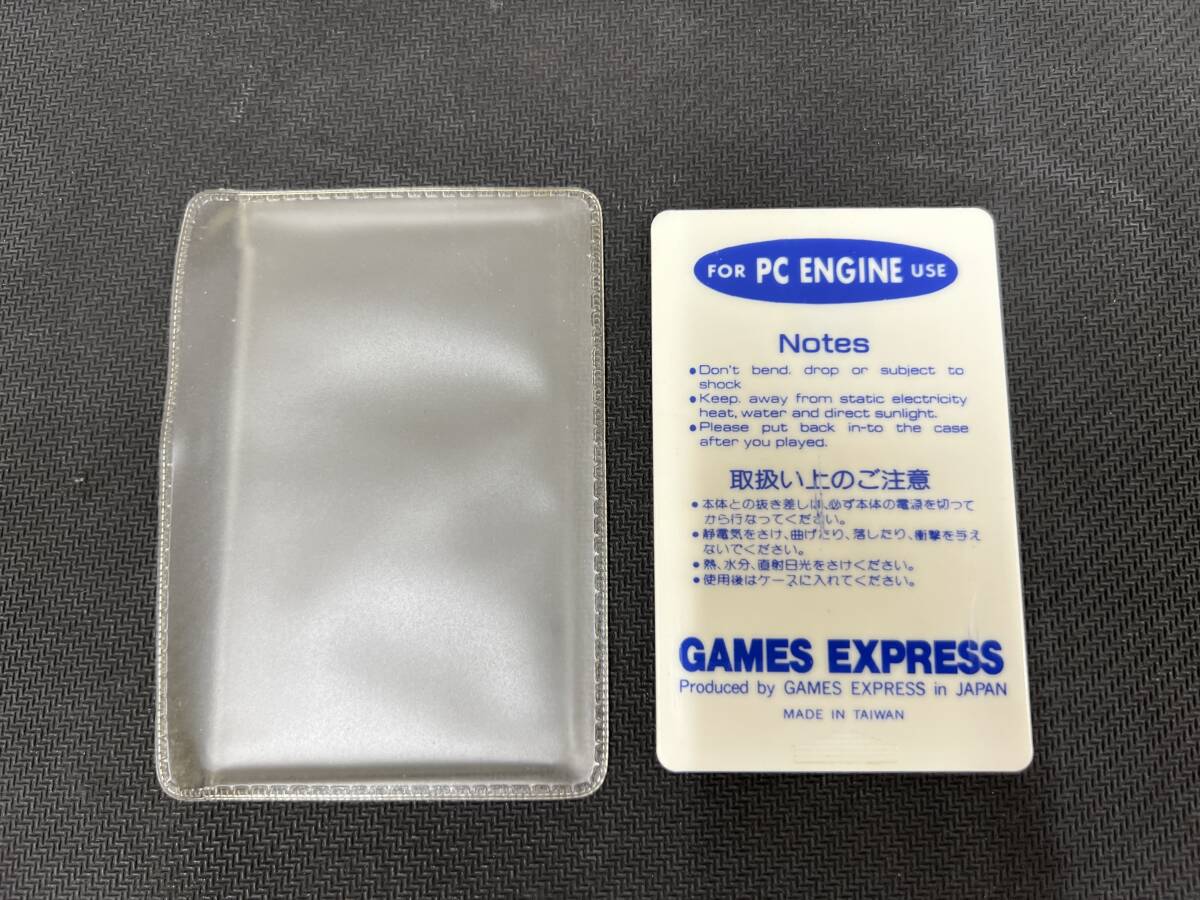 FOR PC ENGINE USE
Notes
●Don't bend. drop or subject to
shock
●Keep. away from static electricity
heat, water and direct sunlight.
●Please put back in-to the case
after you played.
取扱い上のご注意
●本体との抜き差しは、必ず本体の電源を切って
から行なってください。
●静電気をさけ、曲げたり、落したり、衝撃を与え
ないでください。
●熱、水分、直射日光をさけください。
●使用後はケースに入れてください。
GAMES EXPRESS
Produced by GAMES EXPRESS in JAPAN
MADE IN TAIWAN